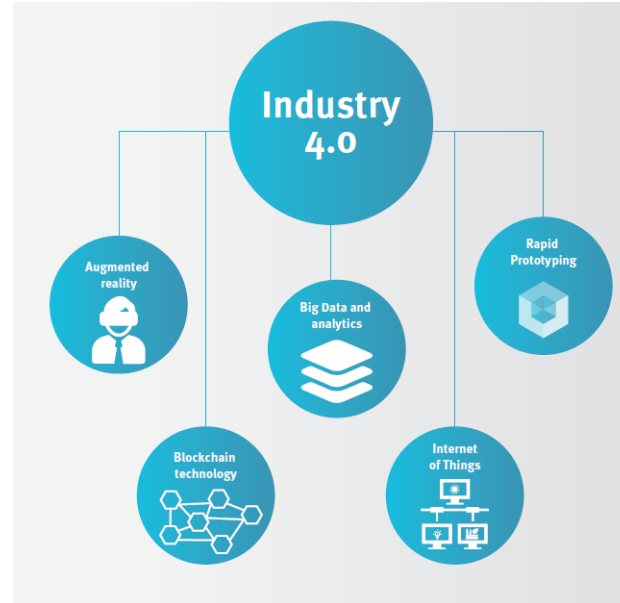 Industry
4.0
Augmented
reality
Big Data and
analytics
Rapid
Prototyping
Blockchain
technology
Internet
of Things